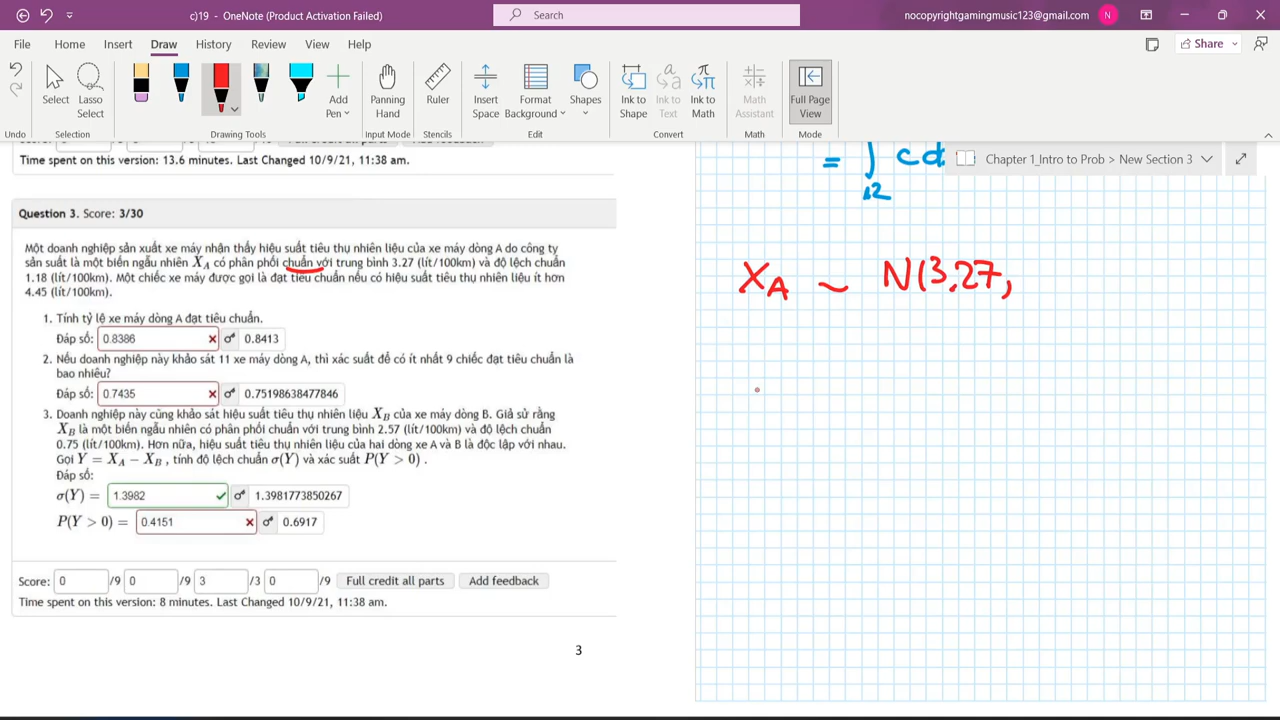 c)19 - OneNote (Product Activation Failed)
Search
nocopyrightgamingmusic123@gmail.com
N
File Home Insert Draw History Review View Help
Share
Undo
Select
Lasso Select
Selection
Add Pen
Drawing Tools
Panning Hand
Input Mode
Ruler
Stencils
Insert Space
Format Background
Shapes
Edit
Ink to Shape
Ink to Text
Ink to Math
Convert
Math Assistant
Math
Full Page View
Mode
Time spent on this version: 13.6 minutes. Last Changed 10/9/21, 11:38 am.
Chapter 1_Intro to Prob > New Section 3
Question 3. Score: 3/30
Một doanh nghiệp sản xuất xe máy nhận thấy hiệu suất tiêu thụ nhiên liệu của xe máy dòng A do công ty
sản suất là một biến ngẫu nhiên X_A có phân phối chuẩn với trung bình 3.27 (lít/100km) và độ lệch chuẩn
1.18 (lít/100km). Một chiếc xe máy được gọi là đạt tiêu chuẩn nếu có hiệu suất tiêu thụ nhiên liệu ít hơn
4.45 (lít/100km).
1. Tính tỷ lệ xe máy dòng A đạt tiêu chuẩn.
Đáp số: 0.8386 0.8413
2. Nếu doanh nghiệp này khảo sát 11 xe máy dòng A, thì xác suất để có ít nhất 9 chiếc đạt tiêu chuẩn là
bao nhiêu?
Đáp số: 0.7435 0.75198638477846
3. Doanh nghiệp này cũng khảo sát hiệu suất tiêu thụ nhiên liệu X_B của xe máy dòng B. Giả sử rằng
X_B là một biến ngẫu nhiên có phân phối chuẩn với trung bình 2.57 (lít/100km) và độ lệch chuẩn
0.75 (lít/100km). Hơn nữa, hiệu suất tiêu thụ nhiên liệu của hai dòng xe A và B là độc lập với nhau.
Gọi Y = X_A − X_B , tính độ lệch chuẩn σ(Y) và xác suất P(Y > 0) .
Đáp số:
σ(Y) = 1.3982 1.3981773850267
P(Y > 0) = 0.4151 0.6917
Score: 0 /9 0 /9 3 /3 0 /9 Full credit all parts Add feedback
Time spent on this version: 8 minutes. Last Changed 10/9/21, 11:38 am.
3
X_A ~ N(3,27,